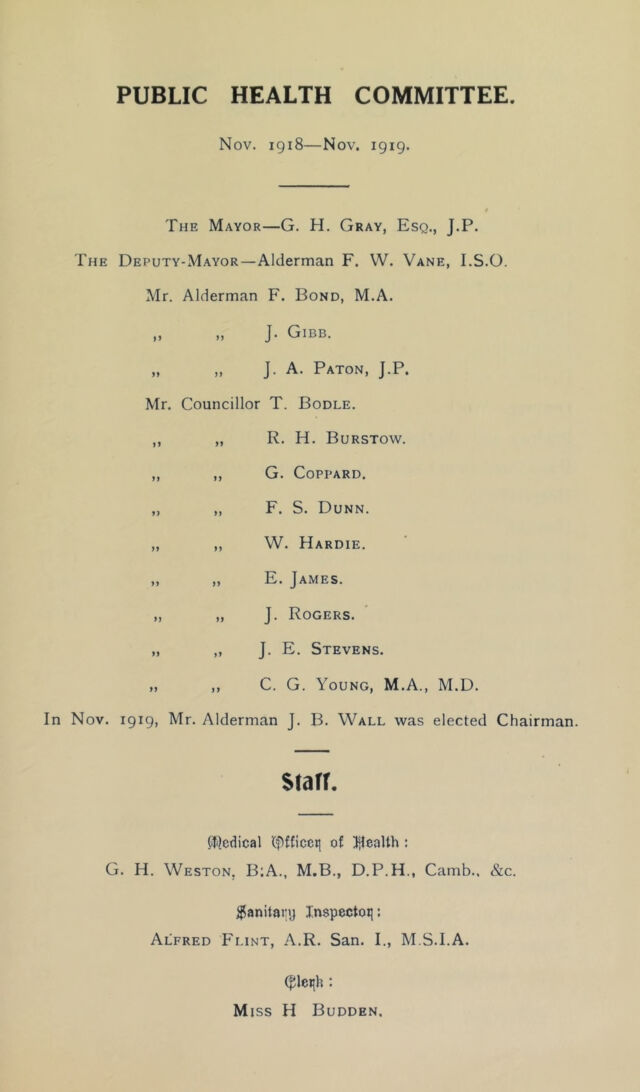 PUBLIC HEALTH COMMITTEE.
Nov. 1918—Nov. 1919.
The Mayor—G. H. Gray, Esq., J.P.
The Deputy-Mayor—Alderman F. W. Vane, I.S.O.
Mr. Alderman F. Bond, M.A.
„ „ J. Gibb.
„ „ J. A. Paton, J.P.
Mr. Councillor T. Bodle.
„ „ R. H. Burstow.
„ „ G. Coppard.
„ „ F. S. Dunn.
„ „ W. Hardie.
„ „ E. James.
„ „ J. Rogers.
„ „ J. E. Stevens.
„ „ C. G. Young, M.A., M.D.
In Nov. 1919, Mr. Alderman J. B. Wall was elected Chairman.
Staff.
Medical Officer of Health :
G. H. Weston, B.A., M.B., D.P.H., Camb., &c.
Sanitary Inspector :
Alfred Flint, A.R. San. I., M.S.I.A.
Clerk :
Miss H Budden.